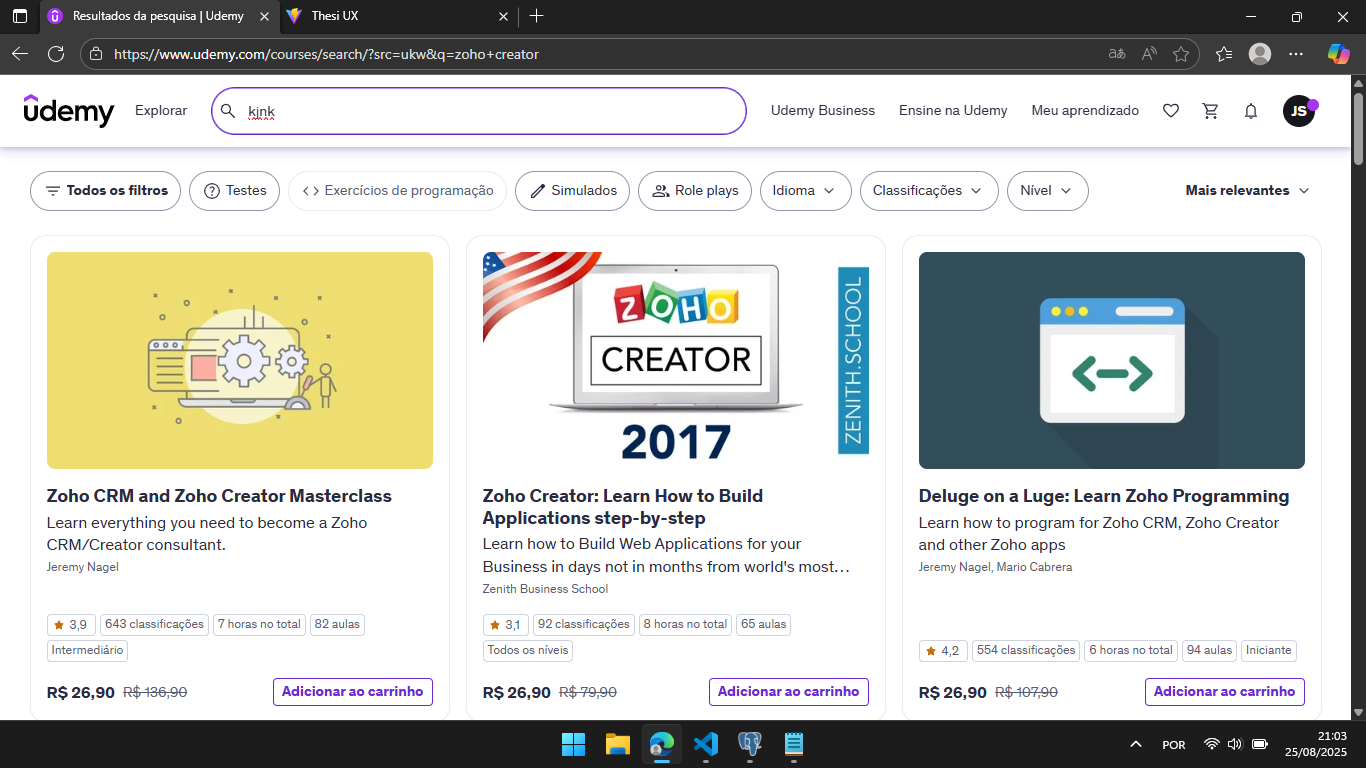 Resultados da pesquisa | Udemy
Thesi UX
https://www.udemy.com/courses/search/?src=ukw&q=zoho+creator
udemy
Explorar
kjnk
Udemy Business
Ensine na Udemy
Meu aprendizado
JS
Todos os filtros
Testes
Exercícios de programação
Simulados
Role plays
Idioma
Classificações
Nível
Mais relevantes
Zoho CRM and Zoho Creator Masterclass
Learn everything you need to become a Zoho
CRM/Creator consultant.
Jeremy Nagel
3,9
643 classificações
7 horas no total
82 aulas
Intermediário
R$ 26,90 R$ 136,90
Adicionar ao carrinho
ZOHO
CREATOR
2017
ZENITH.SCHOOL
Zoho Creator: Learn How to Build
Applications step-by-step
Learn how to Build Web Applications for your
Business in days not in months from world's most…
Zenith Business School
3,1
92 classificações
8 horas no total
65 aulas
Todos os níveis
R$ 26,90 R$ 79,90
Adicionar ao carrinho
Deluge on a Luge: Learn Zoho Programming
Learn how to program for Zoho CRM, Zoho Creator
and other Zoho apps
Jeremy Nagel, Mario Cabrera
4,2
554 classificações
6 horas no total
94 aulas
Iniciante
R$ 26,90 R$ 107,90
Adicionar ao carrinho
POR
21:03
25/08/2025